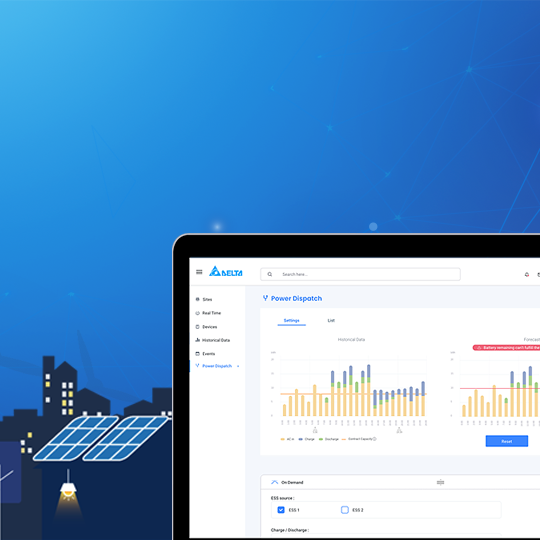 DELTA
Search here...
Sites
Real Time
Devices
Historical Data
Events
Power Dispatch
Power Dispatch
Settings
List
Historical Data
Forecast
Battery remaining can't fulfill the
AC In
Charge
Discharge
Contract Capacity
Reset
On Demand
ESS source :
ESS 1
ESS 2
Charge / Discharge :